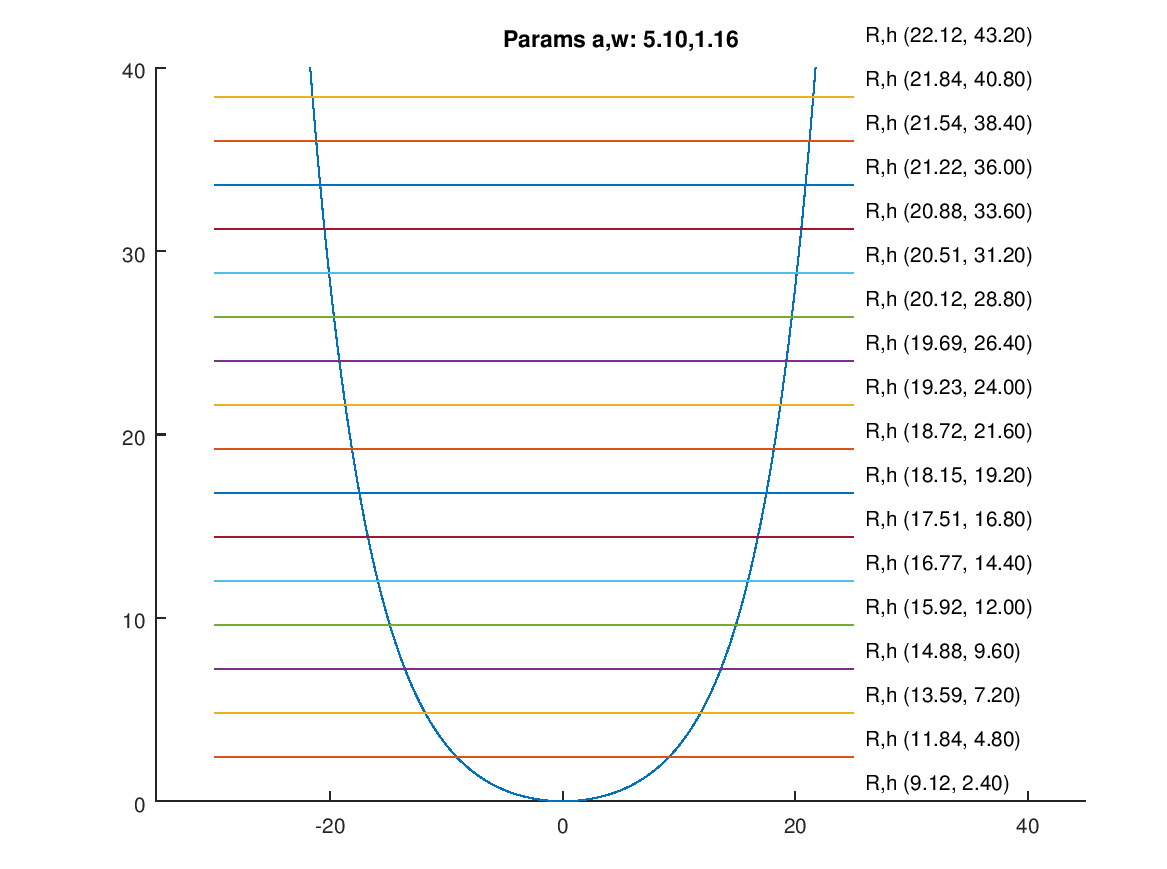 Params a,w: 5.10,1.16
R,h (22.12, 43.20)
R,h (21.84, 40.80)
R,h (21.54, 38.40)
R,h (21.22, 36.00)
R,h (20.88, 33.60)
R,h (20.51, 31.20)
R,h (20.12, 28.80)
R,h (19.69, 26.40)
R,h (19.23, 24.00)
R,h (18.72, 21.60)
R,h (18.15, 19.20)
R,h (17.51, 16.80)
R,h (16.77, 14.40)
R,h (15.92, 12.00)
R,h (14.88, 9.60)
R,h (13.59, 7.20)
R,h (11.84, 4.80)
R,h (9.12, 2.40)
40
30
20
10
0
-20
0
20
40